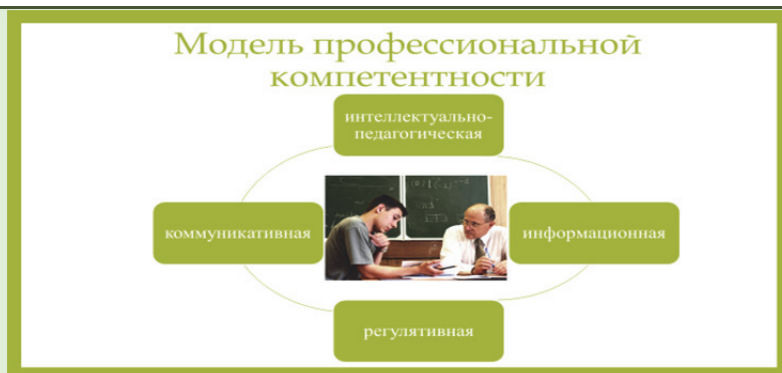 Модель профессиональной
компетентности
интеллектуально-
педагогическая
коммуникативная
информационная
регулятивная